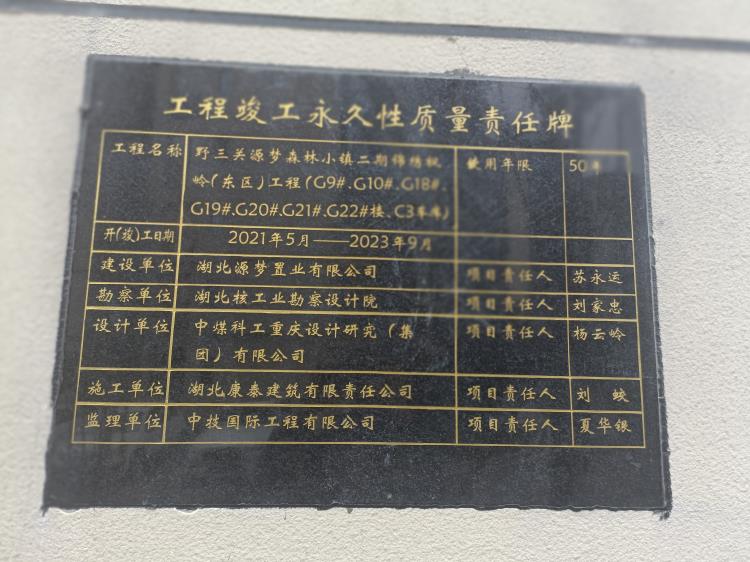 工程竣工永久性质量责任牌
工程名称 野三关源梦森林小镇二期锦绣枫 使用年限 50年
岭(东区)工程(G9#、G10#、G18#、
G19#、G20#、G21#、G22#楼、C3车库)
开(竣)工日期 2021年5月——2023年9月
建设单位 湖北源梦置业有限公司 项目责任人 苏永运
勘察单位 湖北核工业勘察设计院 项目责任人 刘家忠
设计单位 中煤科工重庆设计研究(集 项目责任人 杨云岭
团)有限公司
施工单位 湖北康泰建筑有限责任公司 项目责任人 刘 蛟
监理单位 中技国际工程有限公司 项目责任人 夏华银